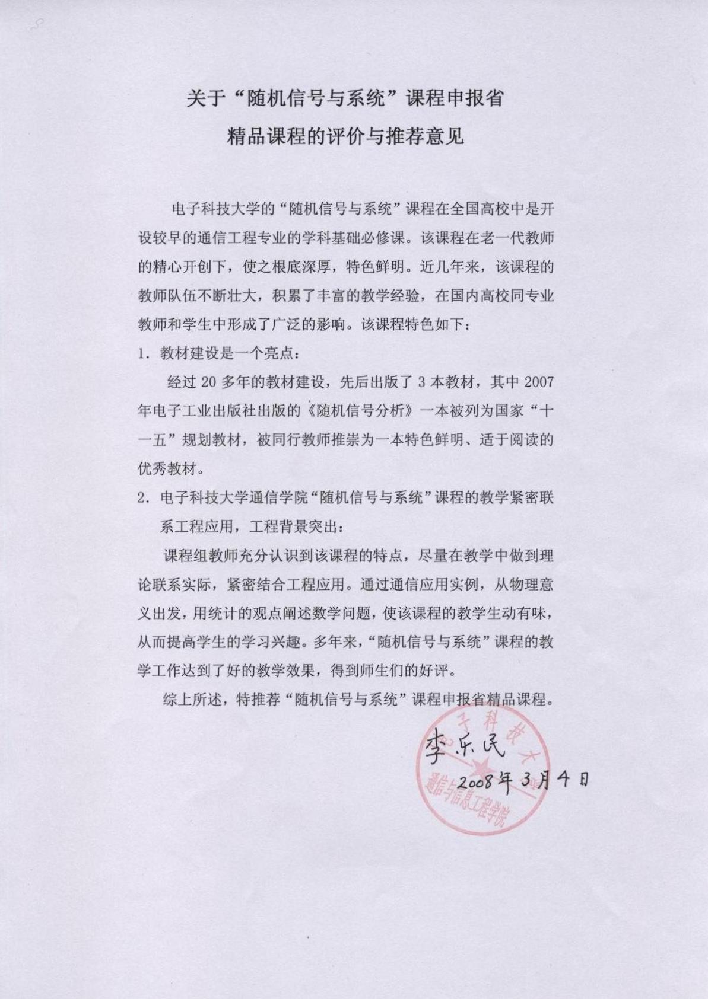 关于“随机信号与系统”课程申报省
精品课程的评价与推荐意见
电子科技大学的“随机信号与系统”课程在全国高校中是开
设较早的通信工程专业的学科基础必修课。该课程在老一代教师
的精心开创下，使之根底深厚，特色鲜明。近几年来，该课程的
教师队伍不断壮大，积累了丰富的教学经验，在国内高校同专业
教师和学生中形成了广泛的影响。该课程特色如下：
1．教材建设是一个亮点：
经过 20 多年的教材建设，先后出版了 3 本教材，其中 2007
年电子工业出版社出版的《随机信号分析》一本被列为国家“十
一五”规划教材，被同行教师推崇为一本特色鲜明、适于阅读的
优秀教材。
2．电子科技大学通信学院“随机信号与系统”课程的教学紧密联
系工程应用，工程背景突出：
课程组教师充分认识到该课程的特点，尽量在教学中做到理
论联系实际，紧密结合工程应用。通过通信应用实例，从物理意
义出发，用统计的观点阐述数学问题，使该课程的教学生动有味，
从而提高学生的学习兴趣。多年来，“随机信号与系统”课程的教
学工作达到了好的教学效果，得到师生们的好评。
综上所述，特推荐“随机信号与系统”课程申报省精品课程。
电子科技大学
李乐民
2008年3月4日
通信与信息工程学院